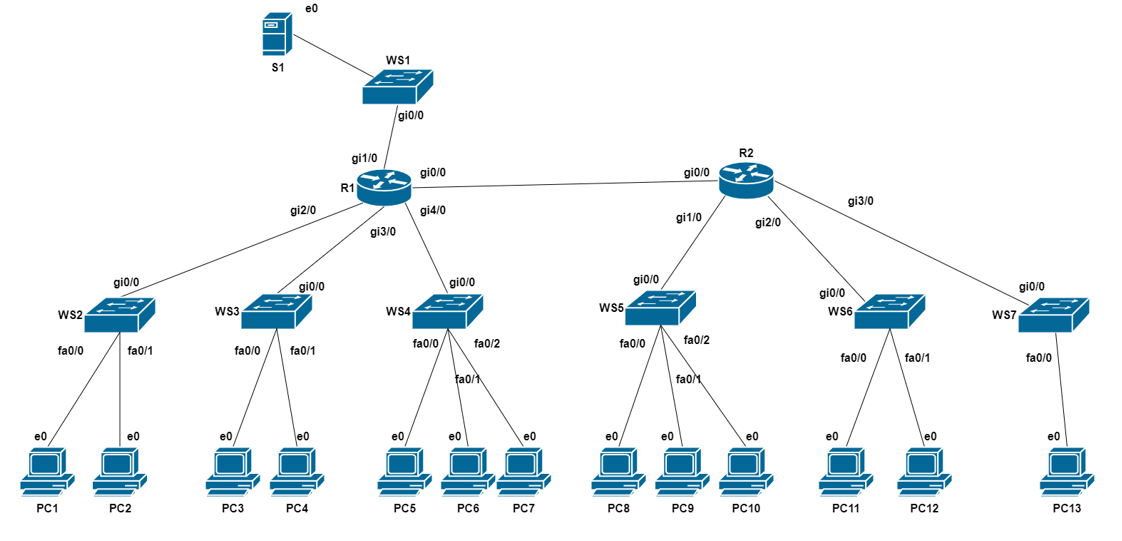 e0
S1
WS1
gi0/0
gi1/0
R1
gi0/0
gi0/0
R2
gi2/0
gi3/0
gi4/0
gi1/0
gi2/0
gi3/0
gi0/0
gi0/0
gi0/0
gi0/0
gi0/0
gi0/0
WS2
WS3
WS4
WS5
WS6
WS7
fa0/0
fa0/1
fa0/0
fa0/1
fa0/0
fa0/1
fa0/2
fa0/0
fa0/1
fa0/2
fa0/0
fa0/1
fa0/0
e0
e0
e0
e0
e0
e0
e0
e0
e0
e0
e0
e0
e0
PC1
PC2
PC3
PC4
PC5
PC6
PC7
PC8
PC9
PC10
PC11
PC12
PC13